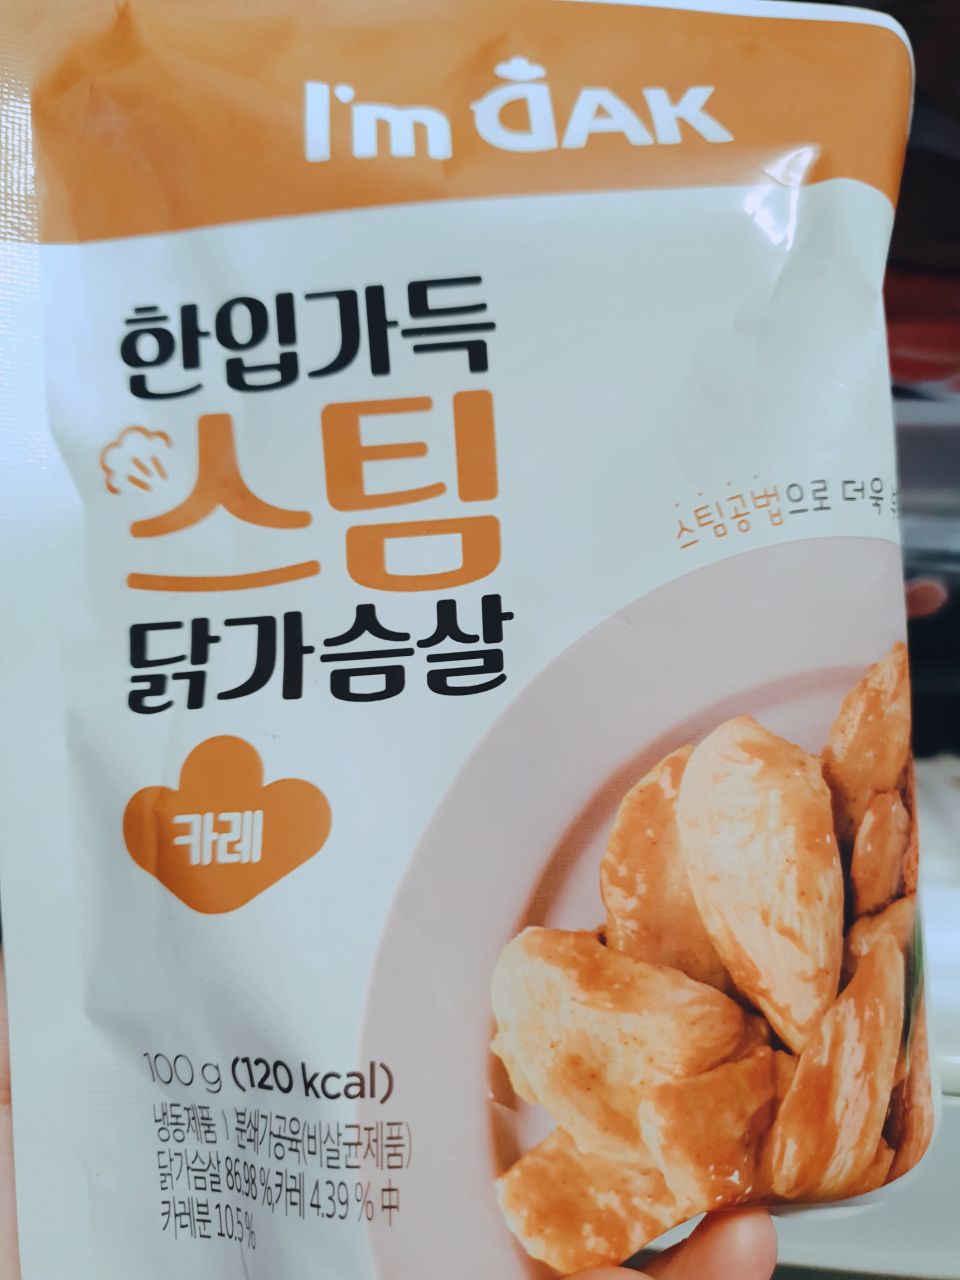 I'm DAK
한입가득
스팀
닭가슴살
스팀공법으로 더욱
카레
100 g (120 kcal)
냉동제품 \ 분쇄가공육(비살균제품)
닭가슴살 86.98 %,카레 4.39 % 中
카레분 10.5%